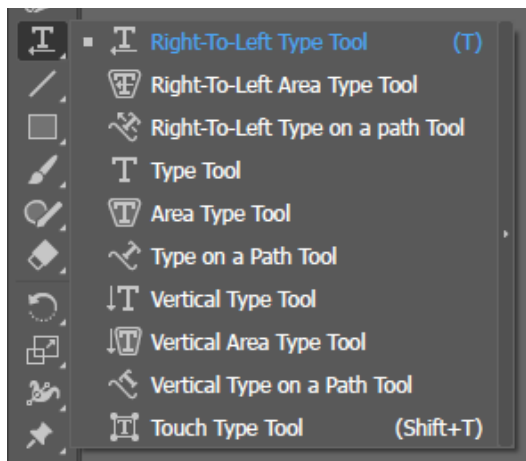 Right-To-Left Type Tool (T)
Right-To-Left Area Type Tool
Right-To-Left Type on a path Tool
Type Tool
Area Type Tool
Type on a Path Tool
Vertical Type Tool
Vertical Area Type Tool
Vertical Type on a Path Tool
Touch Type Tool (Shift+T)